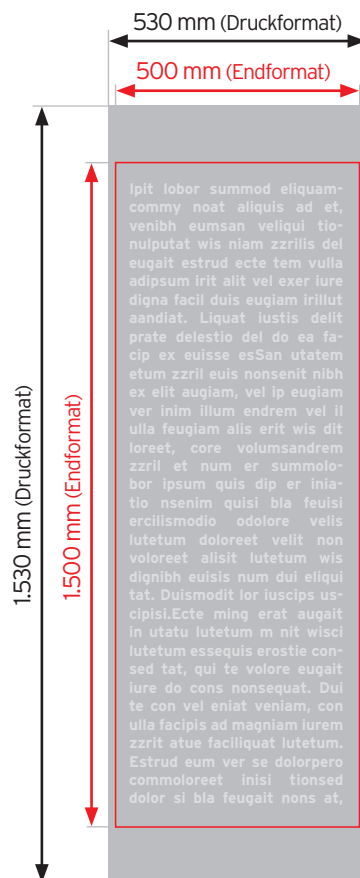 530 mm (Druckformat)
500 mm (Endformat)
1.530 mm (Druckformat)
1.500 mm (Endformat)
Ipit lobor summod eliquam-
commy noat aliquis ad et,
venibh eumsan veliqui tio-
nulputat wis niam zzrilis del
eugait estrud ecte tem vulla
adipsum irit alit vel exer iure
digna facil duis eugiam irillut
aandiat. Liquat iustis delit
prate delestio del do ea fa-
cip ex euisse esSan utatem
etum zzril euis nonsenit nibh
ex elit augiam, vel ip eugiam
ver inim illum endrem vel il
ulla feugiam alis erit wis dit
loreet, core volumsandrem
zzril et num er summolo-
bor ipsum quis dip er inia-
tio nsenim quisi bla feuisi
ercilismodio odolore velis
lutetum doloreet velit non
voloreet alisit lutetum wis
dignibh euisis num dui eliqui
tat. Duismodit lor iuscips us-
cipisi.Ecte ming erat augait
in utatu lutetum m nit wisci
lutetum essequis erostie con-
sed tat, qui te volore eugait
iure do cons nonsequat. Dui
te con vel eniat veniam, con
ulla facipis ad magniam iurem
zzrit atue faciliquat lutetum.
Estrud eum ver se dolorpero
commoloreet inisi tionsed
dolor si bla feugait nons at,